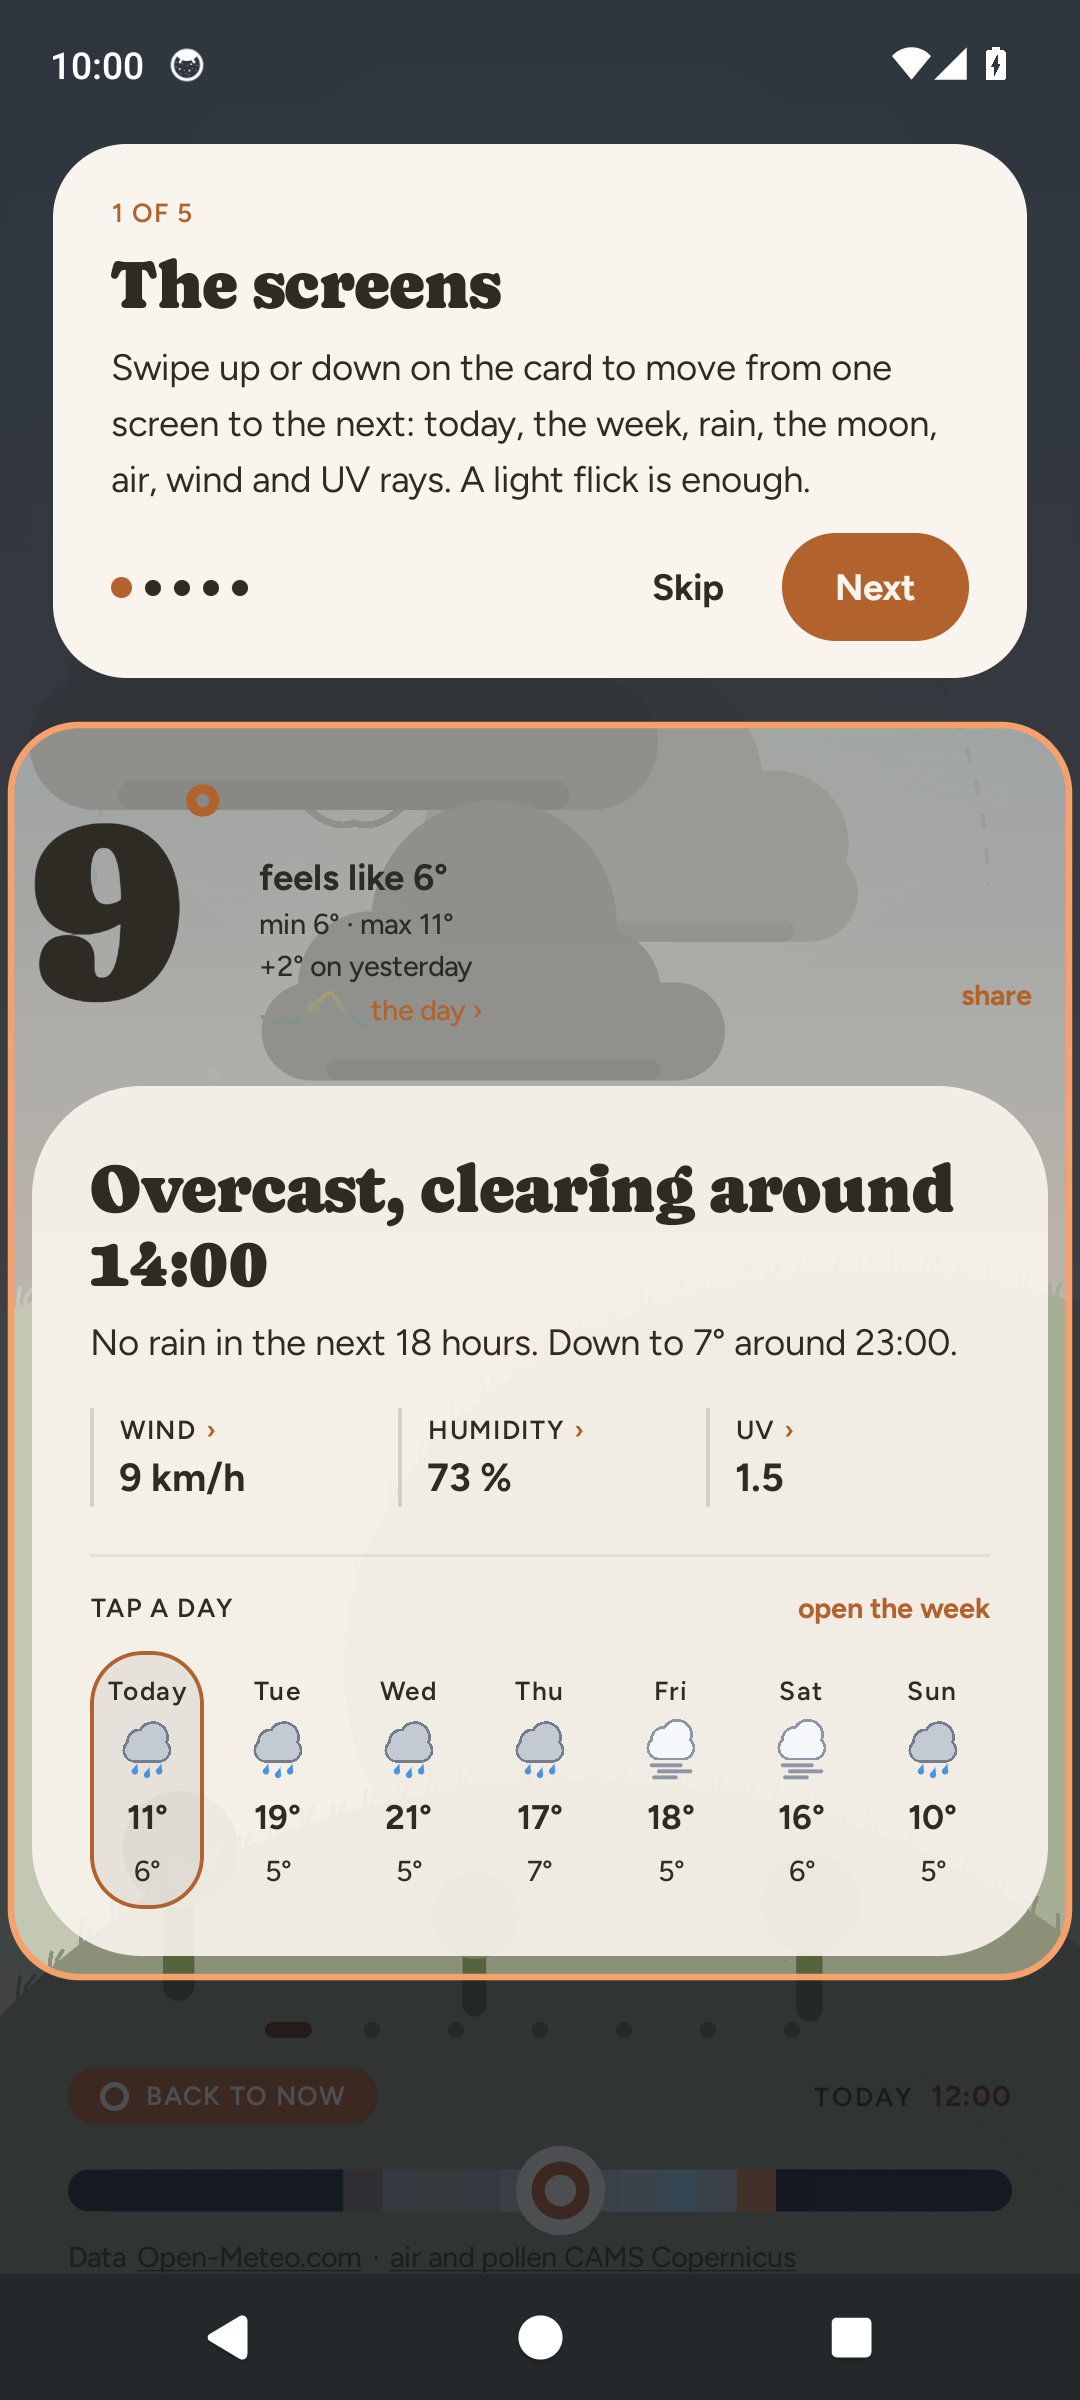 10:00
1 OF 5
The screens
Swipe up or down on the card to move from one
screen to the next: today, the week, rain, the moon,
air, wind and UV rays. A light flick is enough.
Skip
Next
9
feels like 6°
min 6° · max 11°
+2° on yesterday
the day ›
share
Overcast, clearing around
14:00
No rain in the next 18 hours. Down to 7° around 23:00.
WIND › HUMIDITY › UV ›
9 km/h 73 % 1.5
TAP A DAY open the week
Today Tue Wed Thu Fri Sat Sun
11° 19° 21° 17° 18° 16° 10°
6° 5° 5° 7° 5° 6° 5°
BACK TO NOW TODAY 12:00
Data Open-Meteo.com · air and pollen CAMS Copernicus